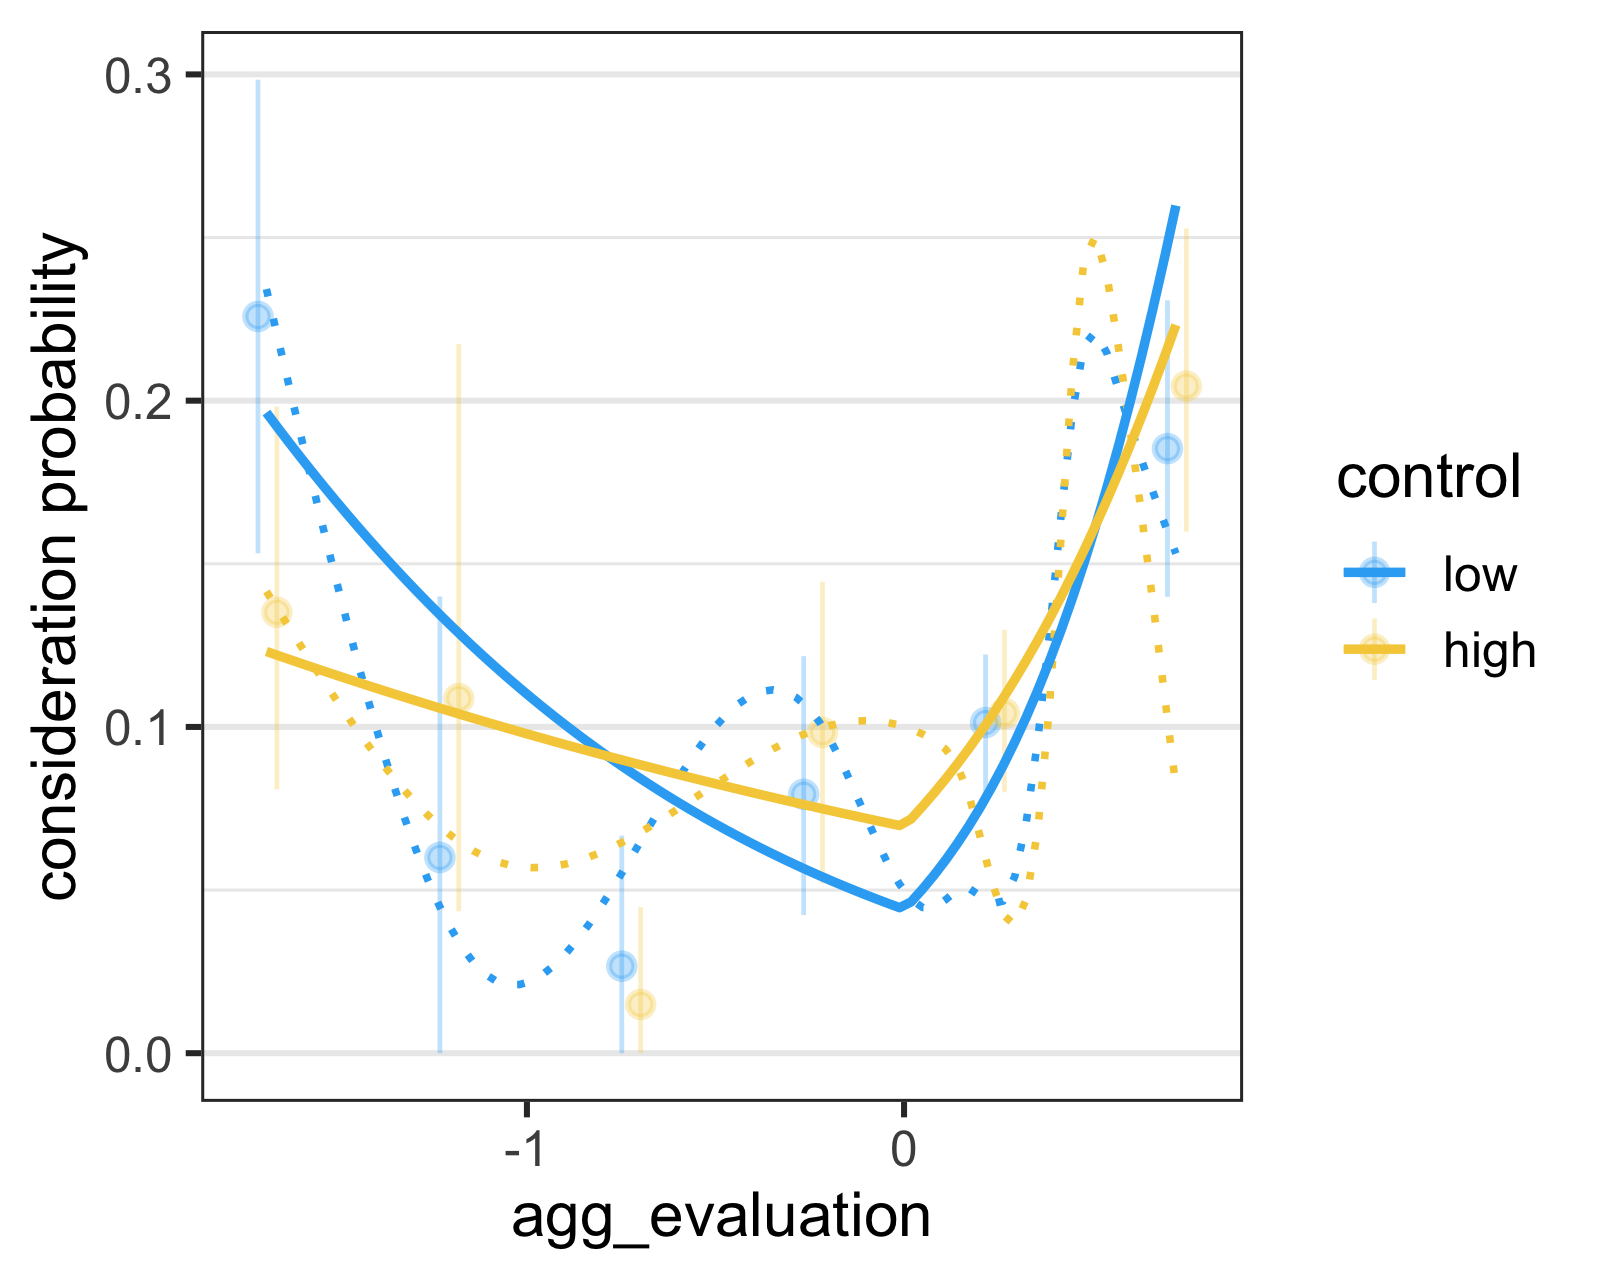 0.3
0.2
0.1
0.0
consideration probability
-1
0
agg_evaluation
control
low
high